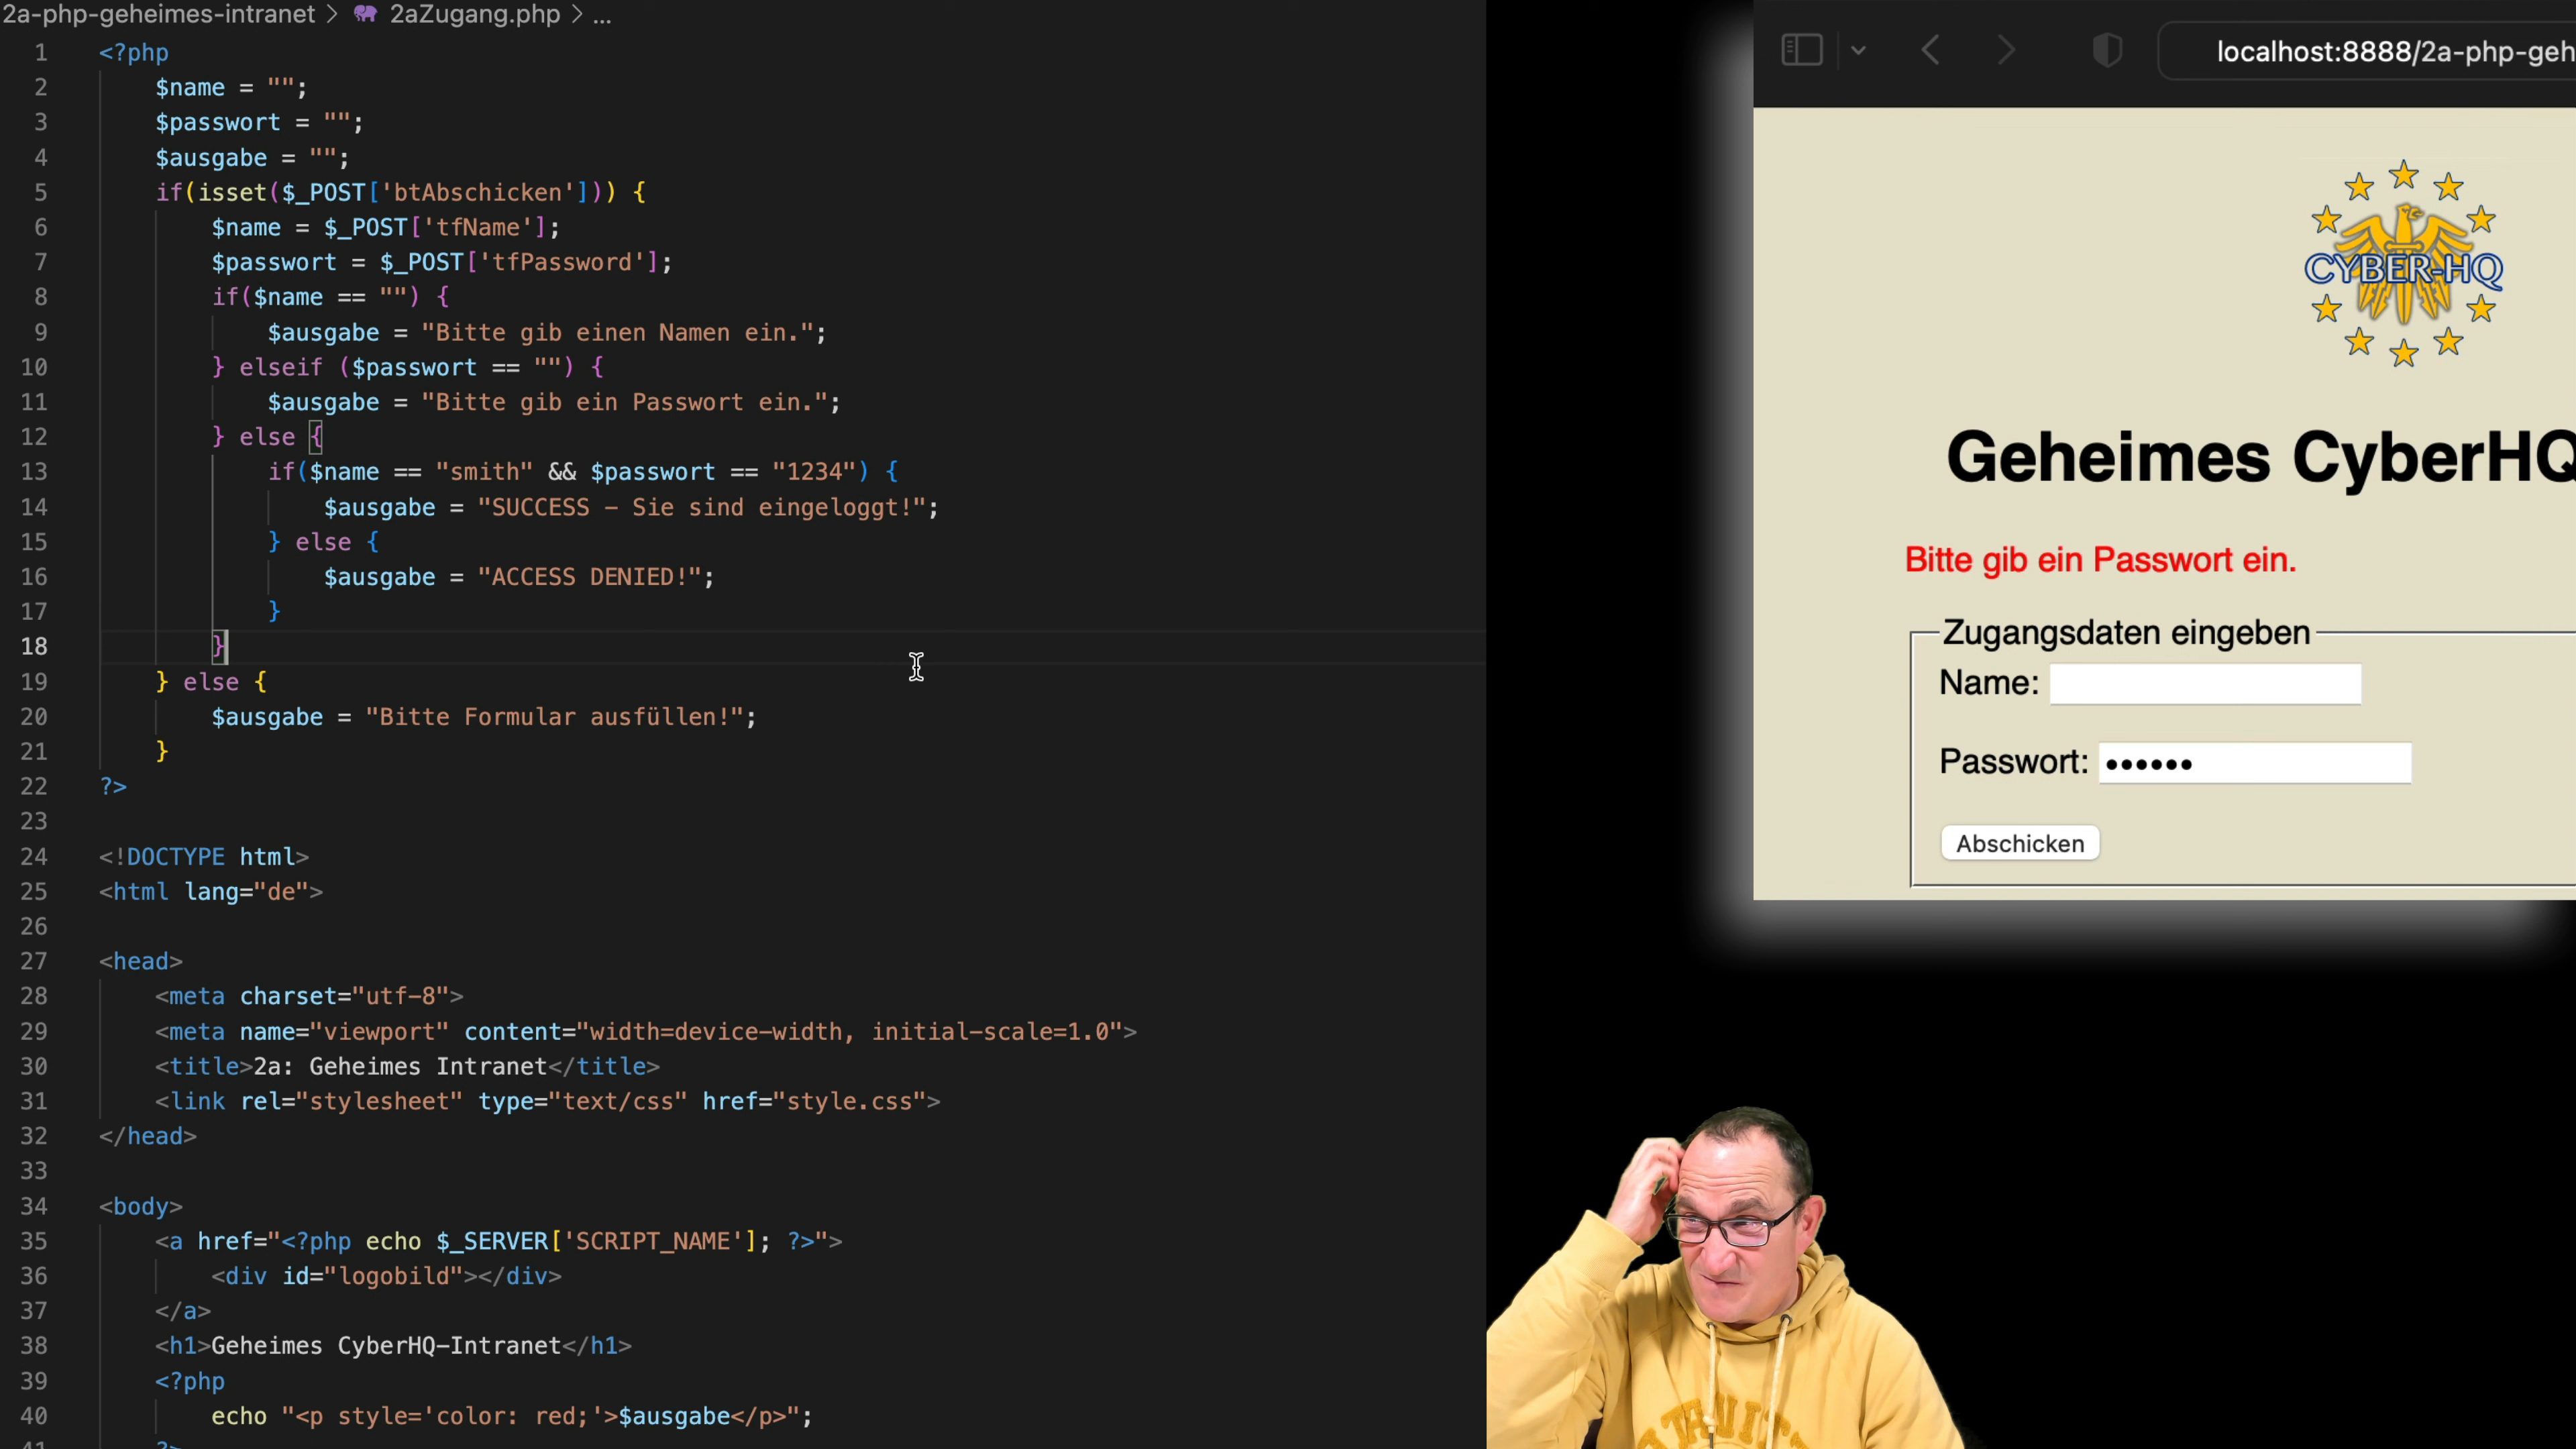 2a-php-geheimes-intranet > 2aZugang.php > ...
1 <?php
2 $name = "";
3 $passwort = "";
4 $ausgabe = "";
5 if(isset($_POST['btAbschicken'])) {
6 $name = $_POST['tfName'];
7 $passwort = $_POST['tfPassword'];
8 if($name == "") {
9 $ausgabe = "Bitte gib einen Namen ein.";
10 } elseif ($passwort == "") {
11 $ausgabe = "Bitte gib ein Passwort ein.";
12 } else {
13 if($name == "smith" && $passwort == "1234") {
14 $ausgabe = "SUCCESS – Sie sind eingeloggt!";
15 } else {
16 $ausgabe = "ACCESS DENIED!";
17 }
18 }
19 } else {
20 $ausgabe = "Bitte Formular ausfüllen!";
21 }
22 ?>
23
24 <!DOCTYPE html>
25 <html lang="de">
26
27 <head>
28 <meta charset="utf-8">
29 <meta name="viewport" content="width=device-width, initial-scale=1.0">
30 <title>2a: Geheimes Intranet</title>
31 <link rel="stylesheet" type="text/css" href="style.css">
32 </head>
33
34 <body>
35 <a href="<?php echo $_SERVER['SCRIPT_NAME']; ?>">
36 <div id="logobild"></div>
37 </a>
38 <h1>Geheimes CyberHQ-Intranet</h1>
39 <?php
40 echo "<p style='color: red;'>$ausgabe</p>";
41 ?>
localhost:8888/2a-php-geh
CYBER-HQ
Geheimes CyberHQ
Bitte gib ein Passwort ein.
Zugangsdaten eingeben
Name:
Passwort: ••••••
Abschicken